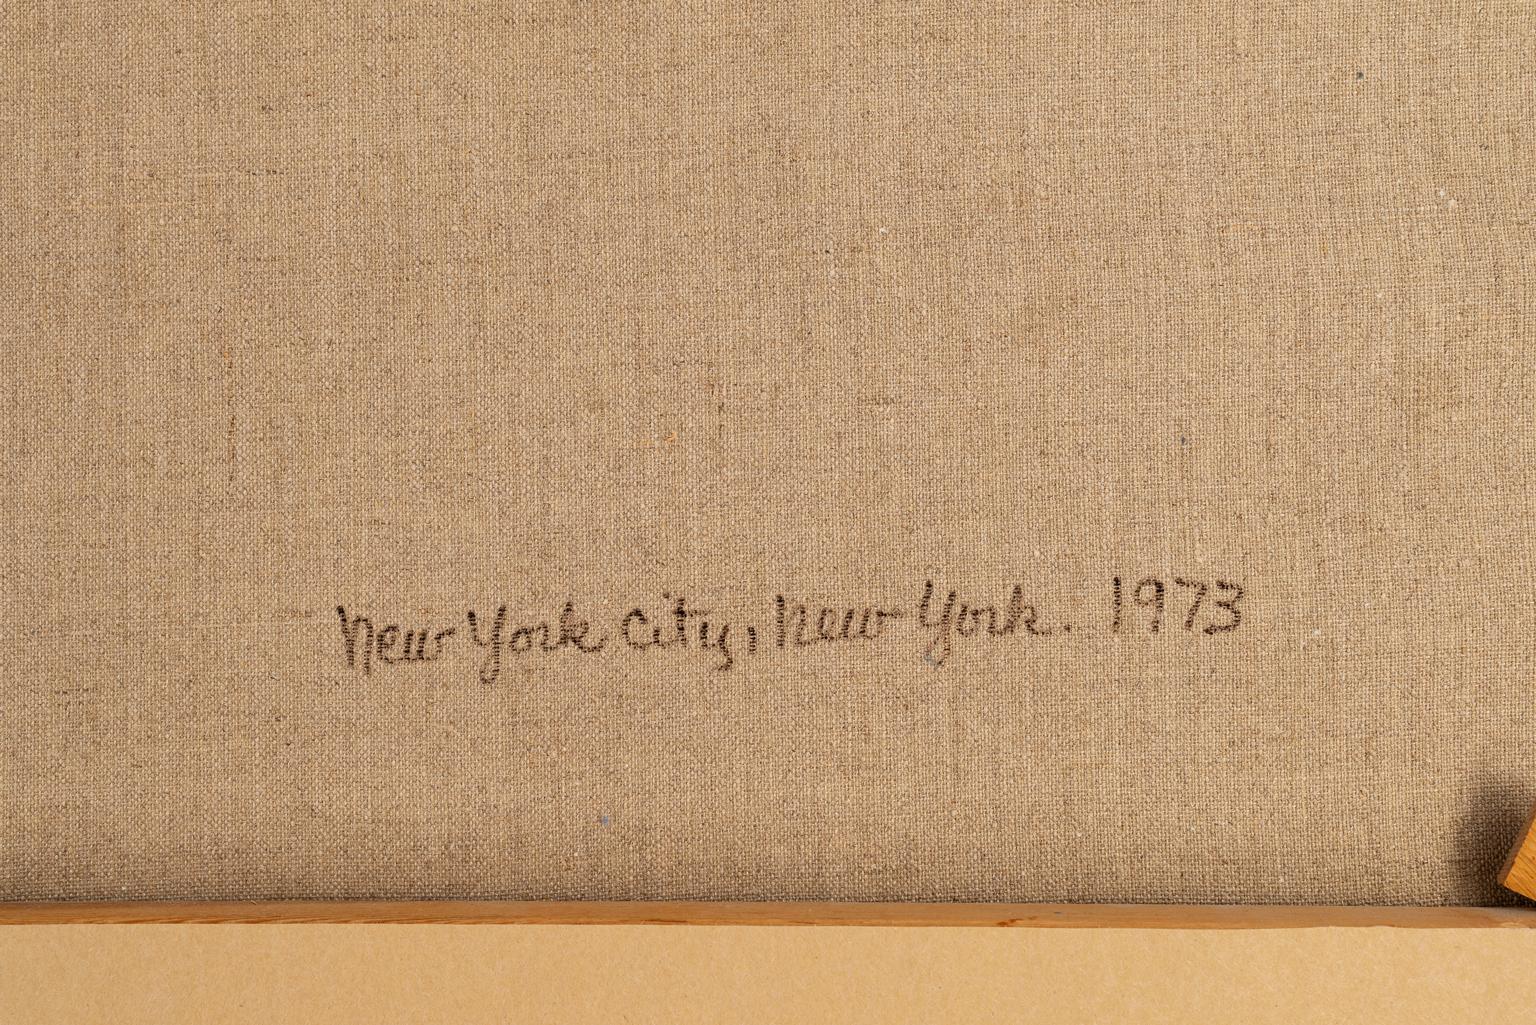 New York City, New York. 1973